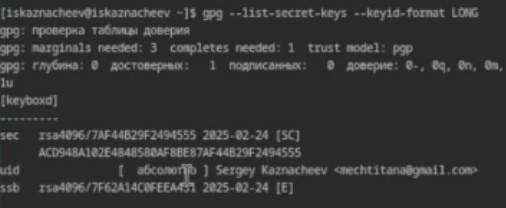 [iskaznacheev@iskaznacheev ~]$ gpg --list-secret-keys --keyid-format LONG
gpg: проверка таблицы доверия
gpg: marginals needed: 3  completes needed: 1  trust model: pgp
gpg: глубина: 0  достоверных:   1  подписанных:   0  доверие: 0-, 0q, 0n, 0m,
1u
[keyboxd]
---------
sec   rsa4096/7AF44B29F2494555 2025-02-24 [SC]
      ACD948A102E4848580AF8BE87AF44B29F2494555
uid              [  абсолютно ] Sergey Kaznacheev <mechtitana@gmail.com>
ssb   rsa4096/7F62A14C0FEEA431 2025-02-24 [E]